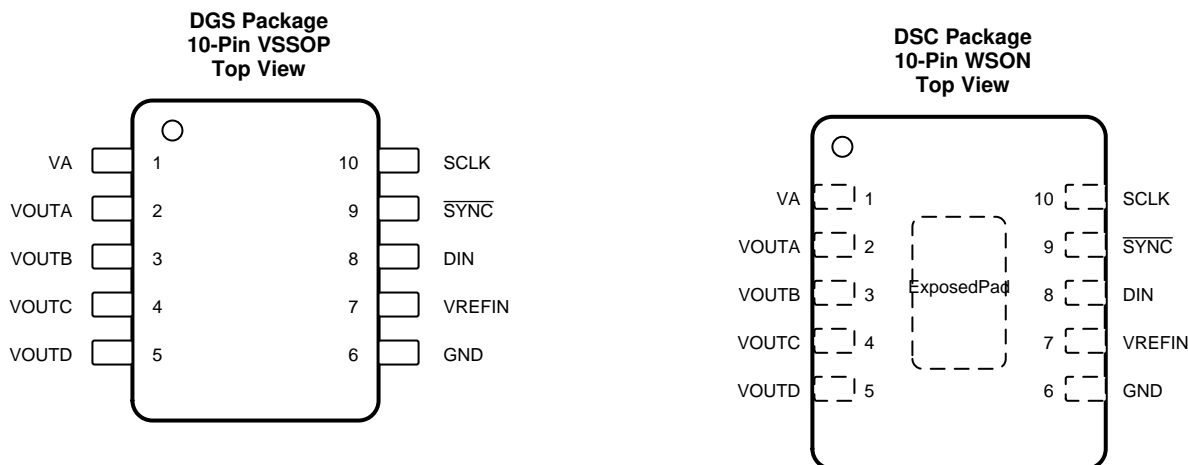 DGS Package
10-Pin VSSOP
Top View
VA 1 10 SCLK
VOUTA 2 9 SYNC
VOUTB 3 8 DIN
VOUTC 4 7 VREFIN
VOUTD 5 6 GND
DSC Package
10-Pin WSON
Top View
VA 1 10 SCLK
VOUTA 2 9 SYNC
VOUTB 3 ExposedPad 8 DIN
VOUTC 4 7 VREFIN
VOUTD 5 6 GND